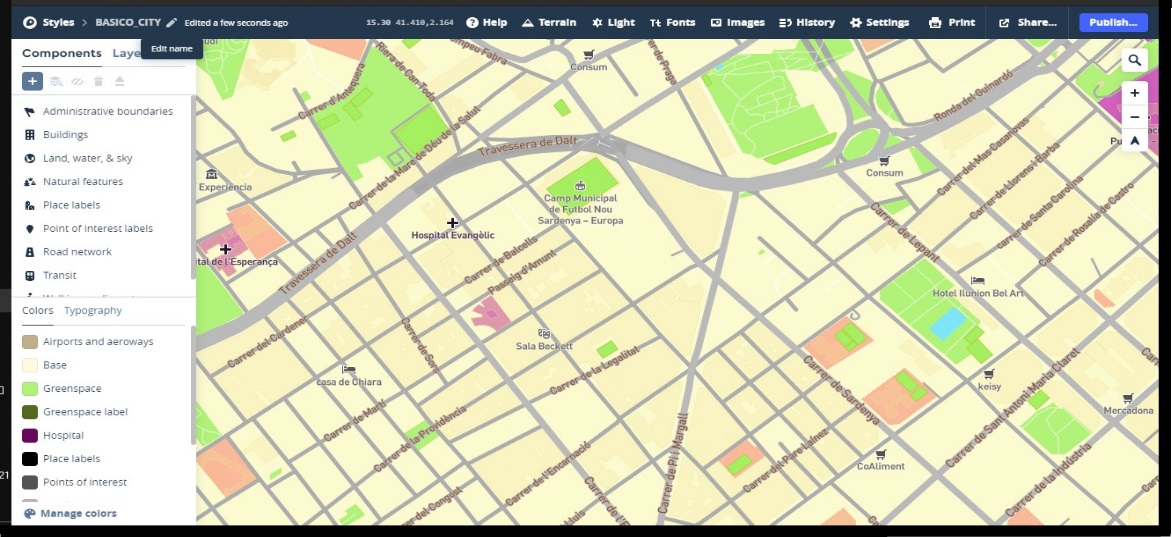 Styles > BASICO_CITY Edited a few seconds ago 15.30 41.410,2.164 Help Terrain Light Fonts Images History Settings Print Share... Publish...
Edit name
Components Laye
Administrative boundaries
Buildings
Land, water, & sky
Natural features
Place labels
Point of interest labels
Road network
Transit
Colors Typography
Airports and aeroways
Base
Greenspace
Greenspace label
Hospital
Place labels
Points of interest
Manage colors
Consum
Riera de Can Toda
Carrer d'Antequera
Carrer de la Mare de Déu de la Salut
Travessera de Dalt
Ronda del Guinardó
Experiència
Camp Municipal
de Futbol Nou
Sardenya – Europa
Consum
Carrer del Mas Casanovas
Carrer de Llorens i Barba
Carrer de Santa Carolina
Carrer de Rosalía de Castro
Hospital Evangèlic
ital de l'Esperança
Travessera de Dalt
Carrer de Balcells
Passeig d'Amunt
Carrer de Lepant
Hotel Ilunion Bel Art
Carrer del Cardener
Carrer de Sors
Sala Beckett
Carrer de la Legalitat
casa de Chiara
Carrer de Martí
Carrer de la Providència
Carrer de Sardenya
keisy
Mercadona
Carrer de Sant Antoni Maria Claret
CoAliment
Carrer de Pi i Margall
Carrer del Pare Laínez
Carrer de l'Encarnació
Carrer del Congost
Carrer de la Indústria
21